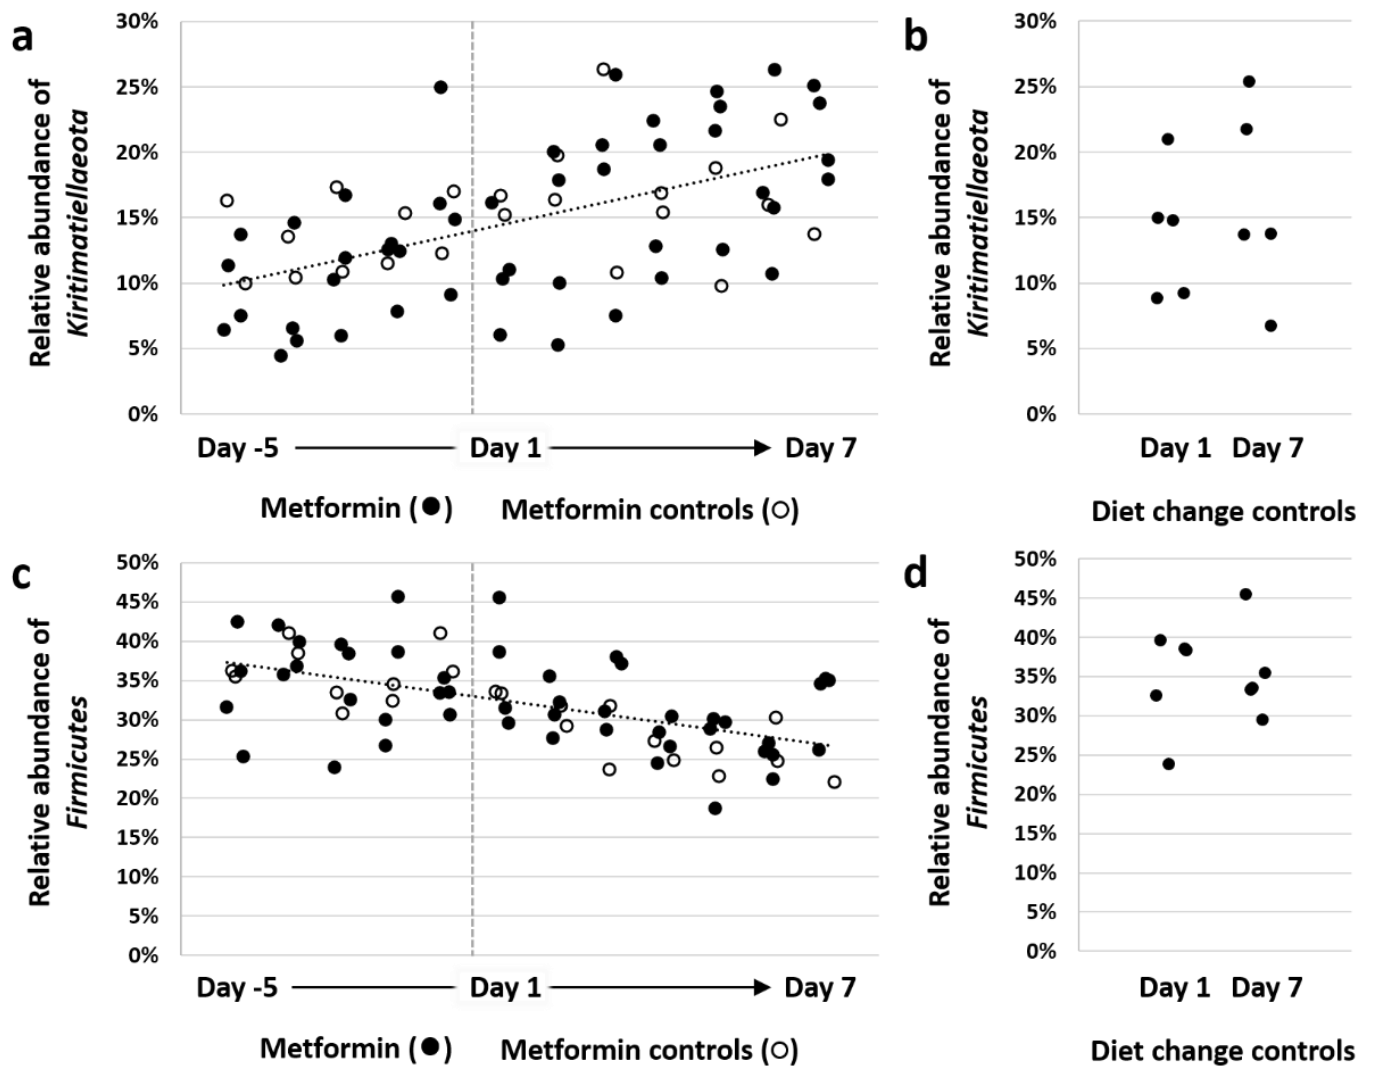 a
Relative abundance of
Kiritimatiellaeota
30%
25%
20%
15%
10%
5%
0%
Day -5
Day 1
Day 7
Metformin (●)
Metformin controls (○)
b
Relative abundance of
Kiritimatiellaeota
30%
25%
20%
15%
10%
5%
0%
Day 1
Day 7
Diet change controls
c
Relative abundance of
Firmicutes
50%
45%
40%
35%
30%
25%
20%
15%
10%
5%
0%
Day -5
Day 1
Day 7
Metformin (●)
Metformin controls (○)
d
Relative abundance of
Firmicutes
50%
45%
40%
35%
30%
25%
20%
15%
10%
5%
0%
Day 1
Day 7
Diet change controls